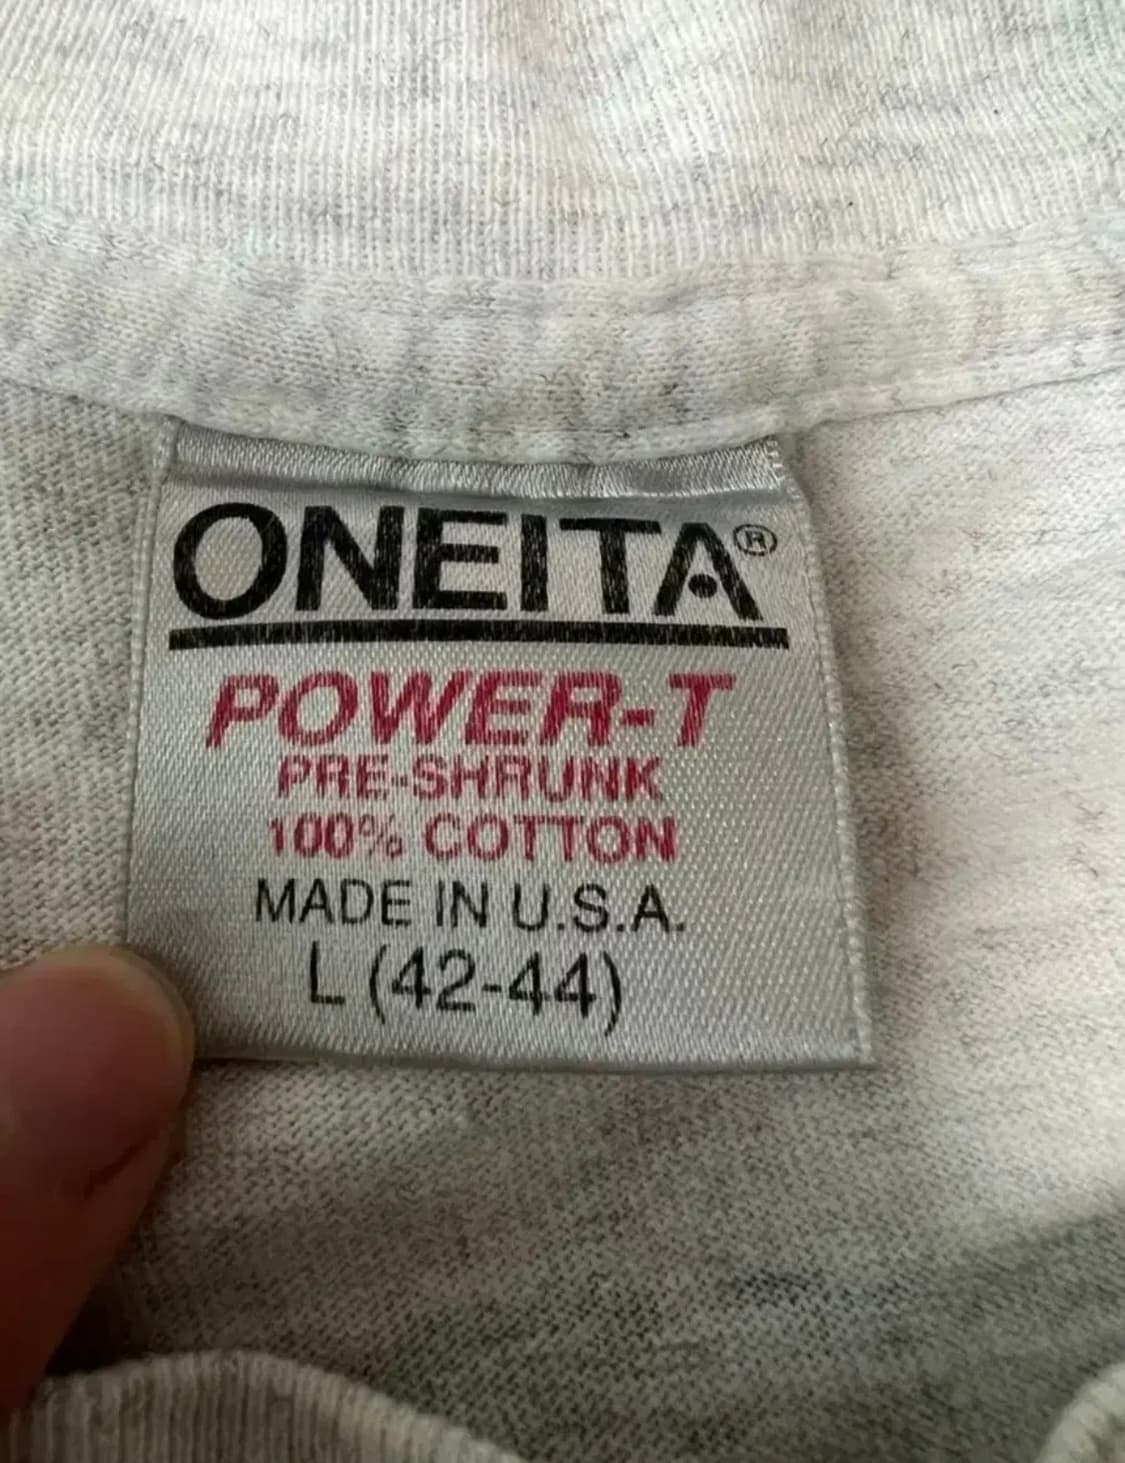 ONEITA®
POWER-T
PRE-SHRUNK
100% COTTON
MADE IN U.S.A.
L (42-44)